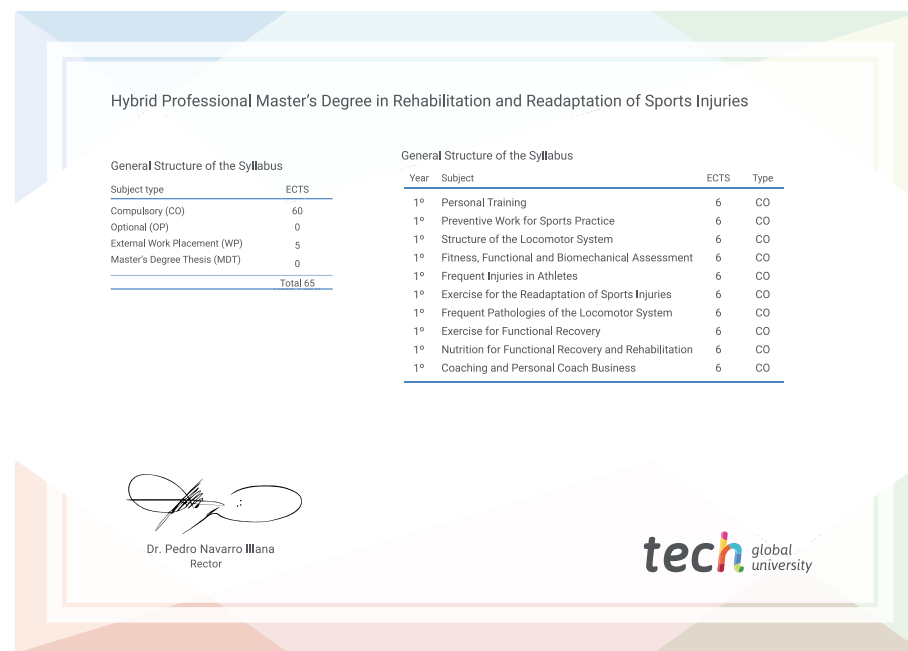 Hybrid Professional Master’s Degree in Rehabilitation and Readaptation of Sports Injuries
General Structure of the Syllabus
Subject type ECTS
Compulsory (CO) 60
Optional (OP) 0
External Work Placement (WP) 5
Master’s Degree Thesis (MDT) 0
Total 65
General Structure of the Syllabus
Year Subject ECTS Type
1º Personal Training 6 CO
1º Preventive Work for Sports Practice 6 CO
1º Structure of the Locomotor System 6 CO
1º Fitness, Functional and Biomechanical Assessment 6 CO
1º Frequent Injuries in Athletes 6 CO
1º Exercise for the Readaptation of Sports Injuries 6 CO
1º Frequent Pathologies of the Locomotor System 6 CO
1º Exercise for Functional Recovery 6 CO
1º Nutrition for Functional Recovery and Rehabilitation 6 CO
1º Coaching and Personal Coach Business 6 CO
Dr. Pedro Navarro Illana
Rector
tech global
university